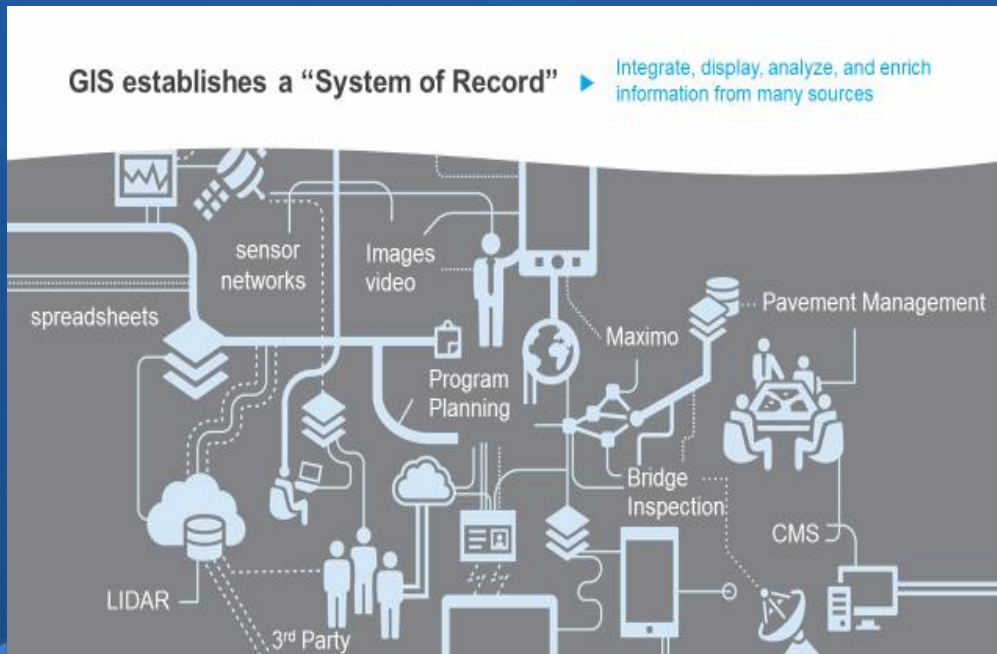 GIS establishes a “System of Record”
Integrate, display, analyze, and enrich
information from many sources
sensor
networks
Images
video
spreadsheets
Pavement Management
Maximo
Program
Planning
Bridge
Inspection
CMS
LIDAR
3rd Party